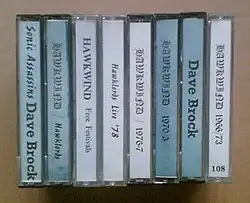 Sonic Assassins Dave Brock
HAWKWIND / Hawklords
HAWKWIND Free Festivals
Hawklords Live '78
HAWKWIND / 1976-7
HAWKWIND 1970/3
Dave Brock
HAWKWIND 1966/73
108